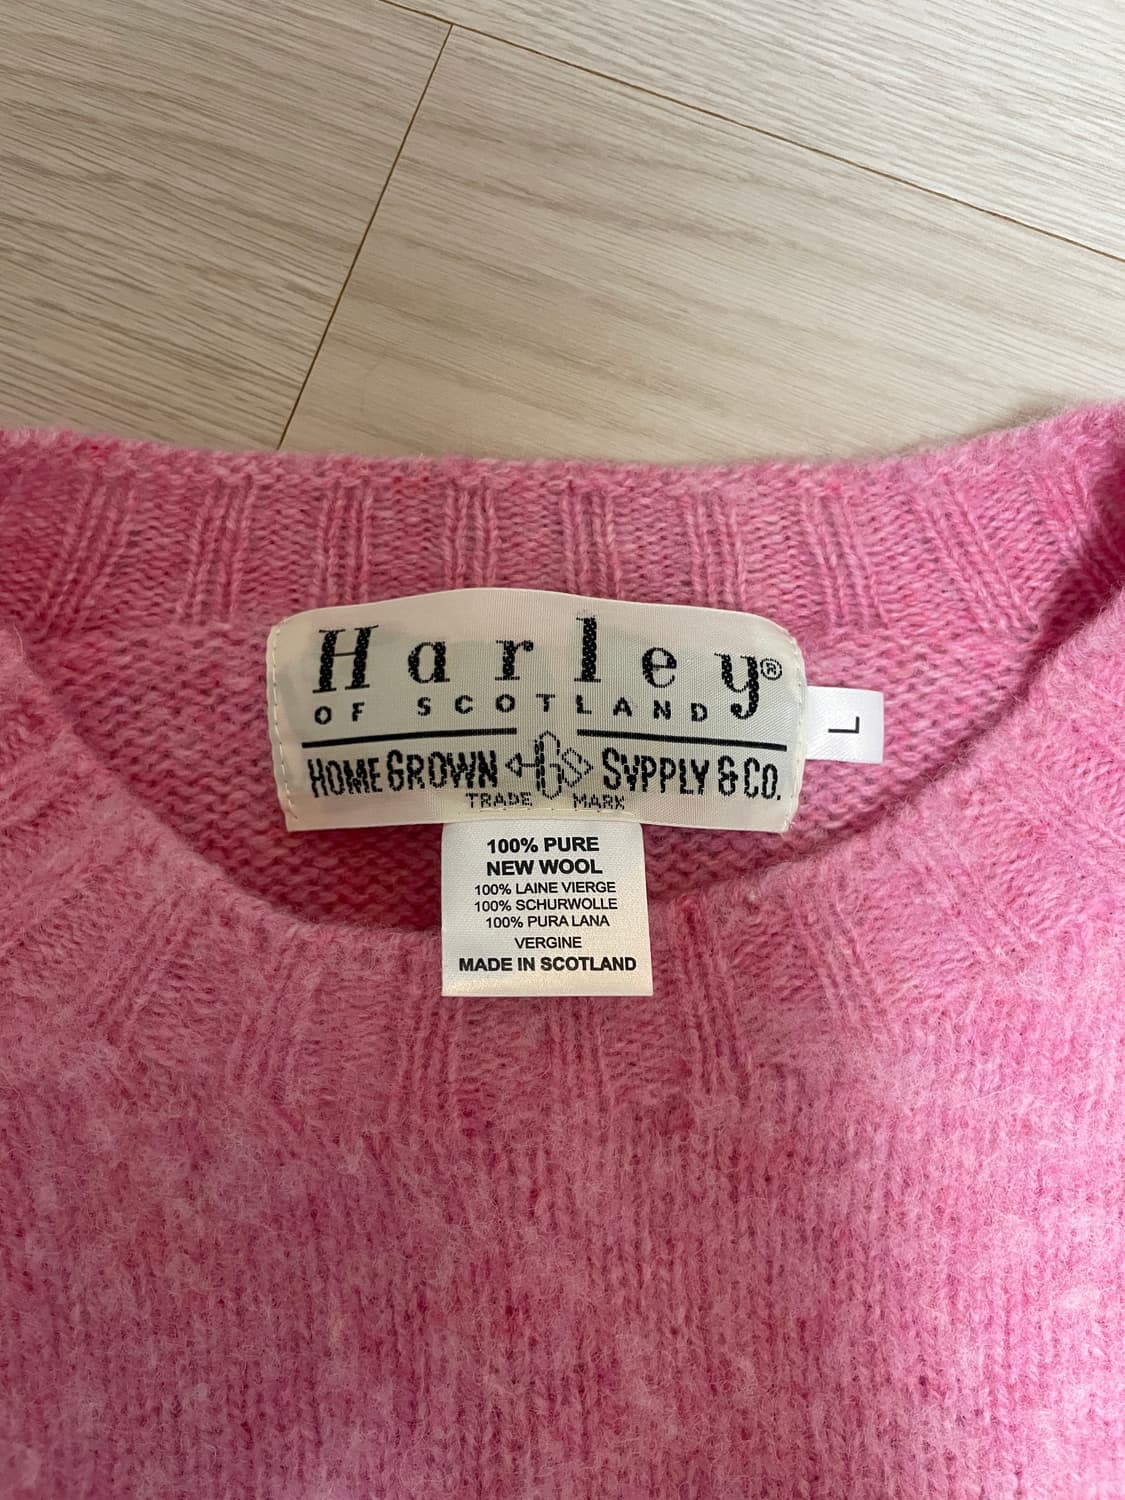 Harley®
OF SCOTLAND
HOME GROWN HGS SVPPLY & CO.
TRADE MARK
L
100% PURE
NEW WOOL
100% LAINE VIERGE
100% SCHURWOLLE
100% PURA LANA
VERGINE
MADE IN SCOTLAND